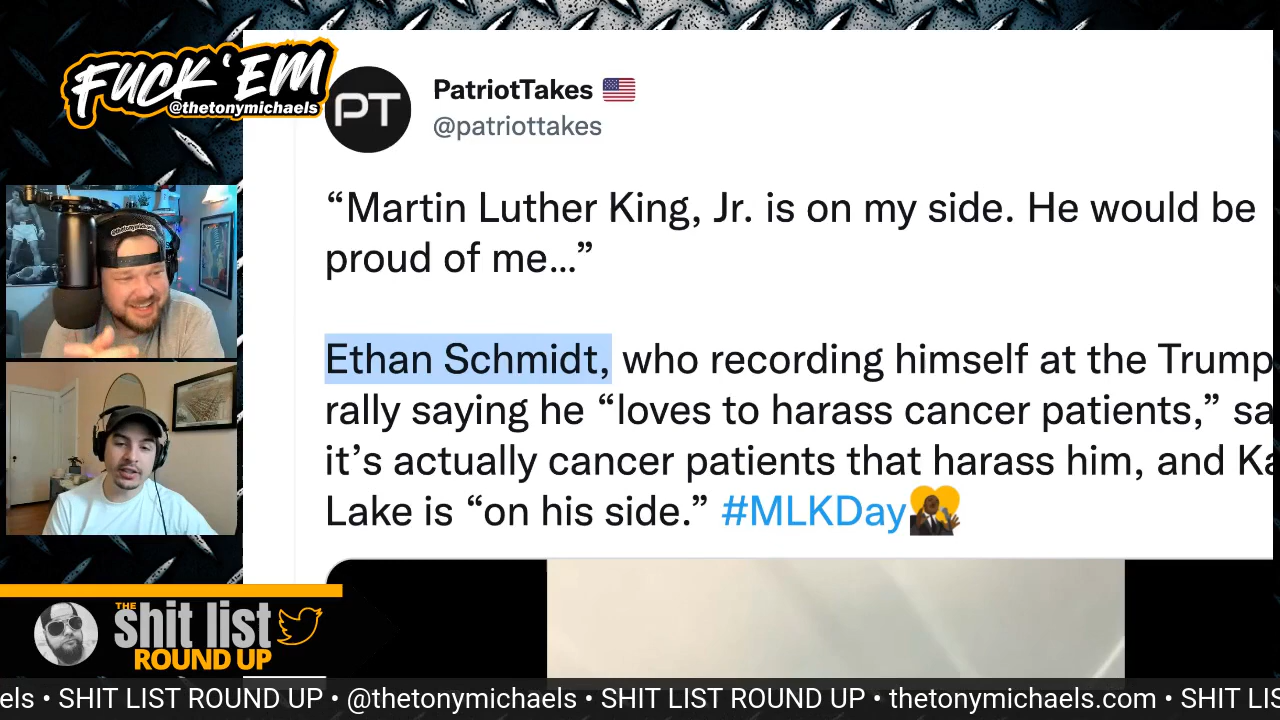 FUCK 'EM
@thetonymichaels
PT
PatriotTakes
@patriottakes
“Martin Luther King, Jr. is on my side. He would be
proud of me...”
Ethan Schmidt, who recording himself at the Trump
rally saying he “loves to harass cancer patients,” sa
it’s actually cancer patients that harass him, and Ka
Lake is “on his side.” #MLKDay
THE
shit list
ROUND UP
els • SHIT LIST ROUND UP • @thetonymichaels • SHIT LIST ROUND UP • thetonymichaels.com • SHIT LIS